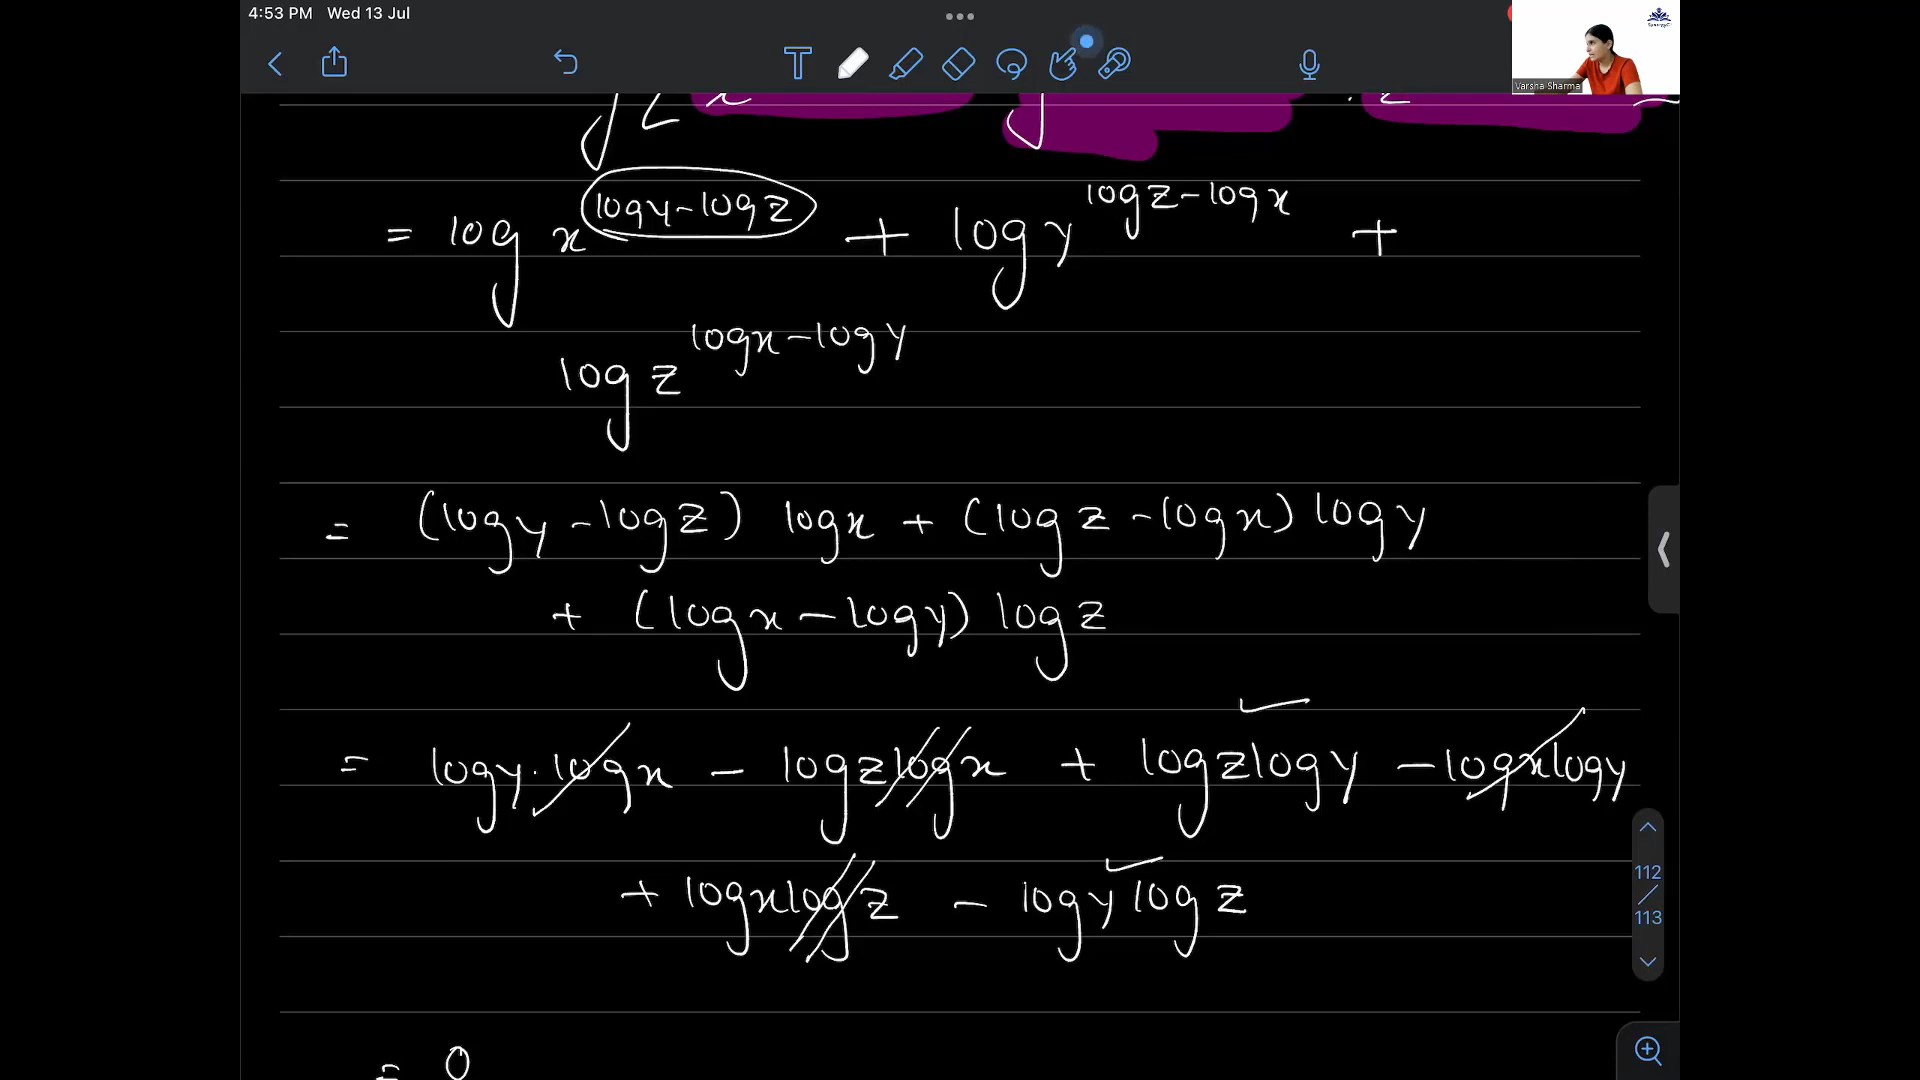 4:53 PM Wed 13 Jul
Varsha Sharma
= log x^(logy-logz) + log y^(logz-logx) +
log z^(logx-logy)
= (logy - logz) logx + (logz - logx) logy
+ (logx - logy) logz
= logy·logx - logzlogx + logzlogy - logxlogy
+ logxlogz - logylogz
112
113
= 0